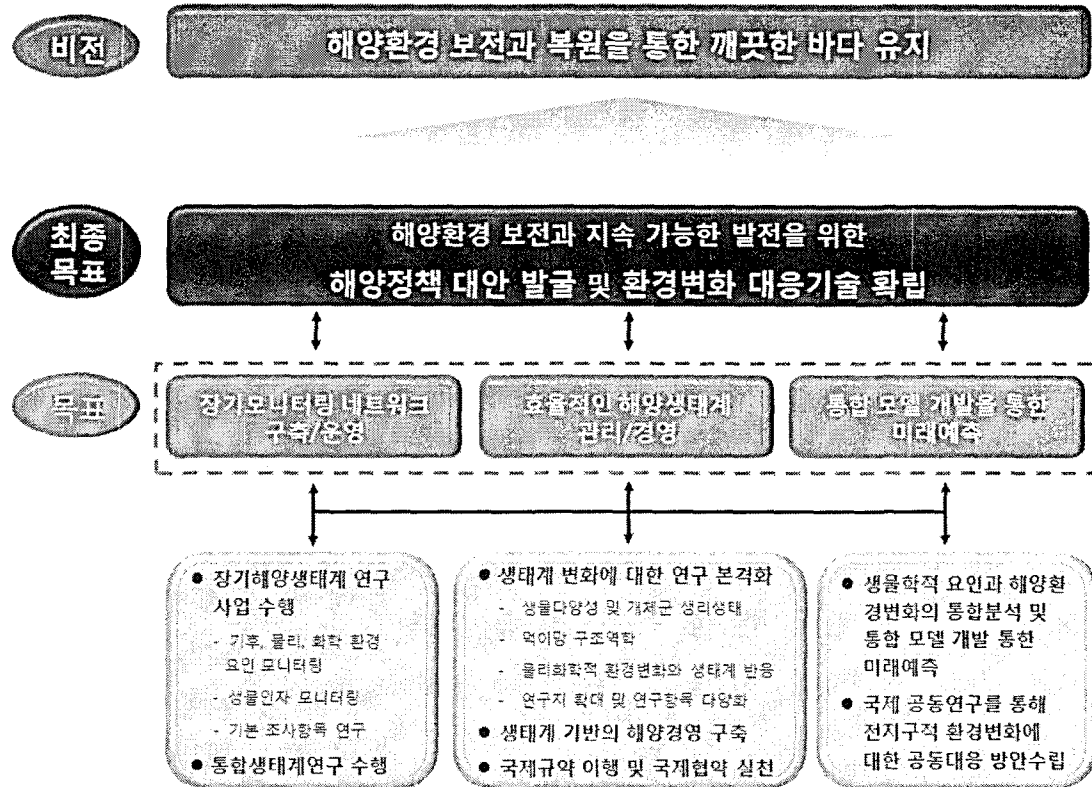 비전
해양환경 보전과 복원을 통한 깨끗한 바다 유지
최종
목표
해양환경 보전과 지속 가능한 발전을 위한
해양정책 대안 발굴 및 환경변화 대응기술 확립
목표
장기모니터링 네트워크
구축/운영
효율적인 해양생태계
관리/경영
통합 모델 개발을 통한
미래예측
● 장기해양생태계 연구
사업 수행
- 기후, 물리, 화학 환경
요인 모니터링
- 생물인자 모니터링
- 기본 조사항목 연구
● 통합생태계연구 수행
● 생태계 변화에 대한 연구 본격화
- 생물다양성 및 개체군 생리생태
- 먹이망 구조역학
- 물리화학적 환경변화와 생태계 반응
- 연구지 확대 및 연구항목 다양화
● 생태계 기반의 해양경영 구축
● 국제규약 이행 및 국제협약 실천
● 생물학적 요인과 해양환
경변화의 통합분석 및
통합 모델 개발 통한
미래예측
● 국제 공동연구를 통해
전지구적 환경변화에
대한 공동대응 방안수립